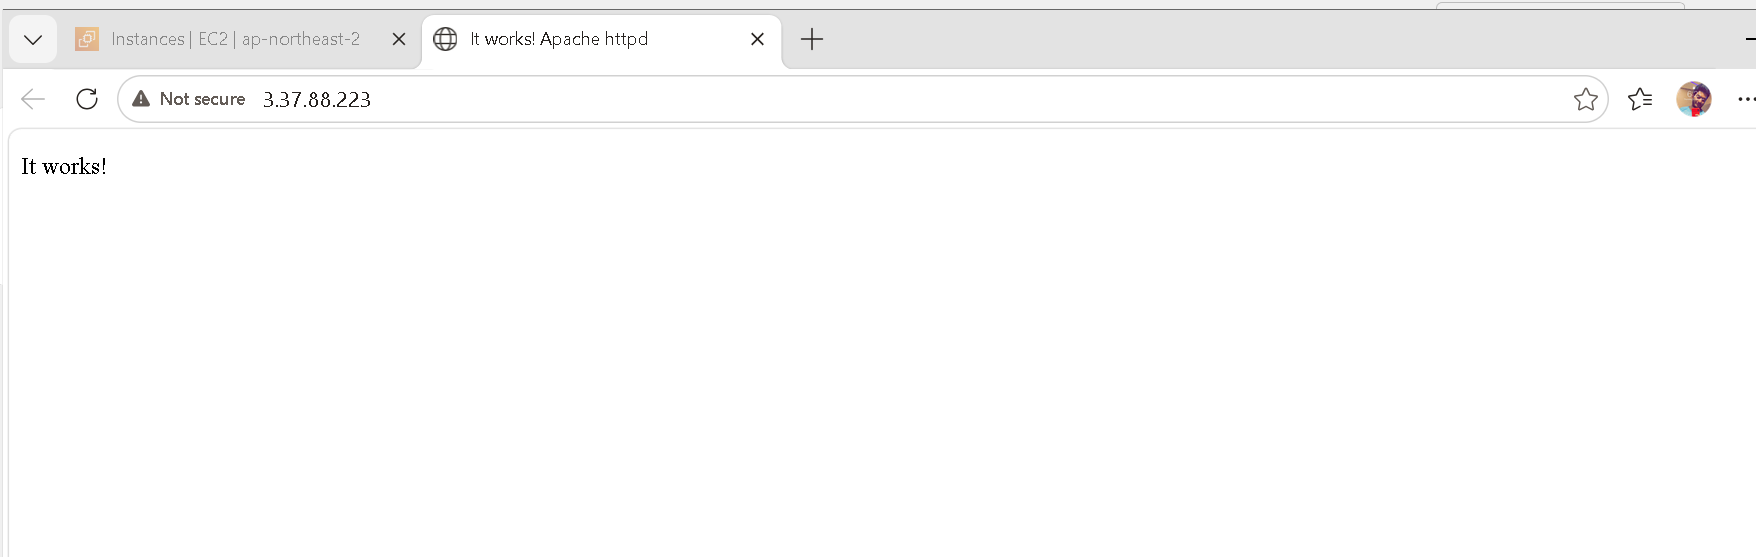 Instances | EC2 | ap-northeast-2
It works! Apache httpd
Not secure 3.37.88.223
It works!